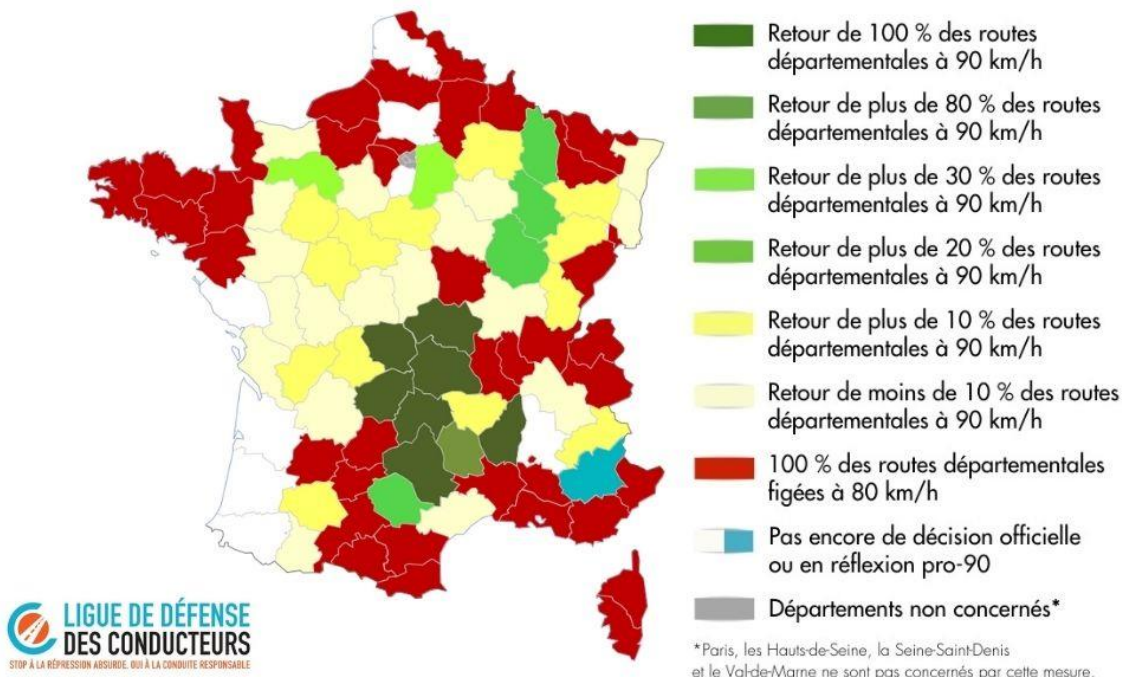 Retour de 100 % des routes
départementales à 90 km/h
Retour de plus de 80 % des routes
départementales à 90 km/h
Retour de plus de 30 % des routes
départementales à 90 km/h
Retour de plus de 20 % des routes
départementales à 90 km/h
Retour de plus de 10 % des routes
départementales à 90 km/h
Retour de moins de 10 % des routes
départementales à 90 km/h
100 % des routes départementales
figées à 80 km/h
Pas encore de décision officielle
ou en réflexion pro-90
Départements non concernés*
*Paris, les Hauts-de-Seine, la Seine-Saint-Denis
et le Val-de-Marne ne sont pas concernés par cette mesure.
LIGUE DE DÉFENSE
DES CONDUCTEURS
STOP À LA RÉPRESSION ABSURDE, OUI À LA CONDUITE RESPONSABLE